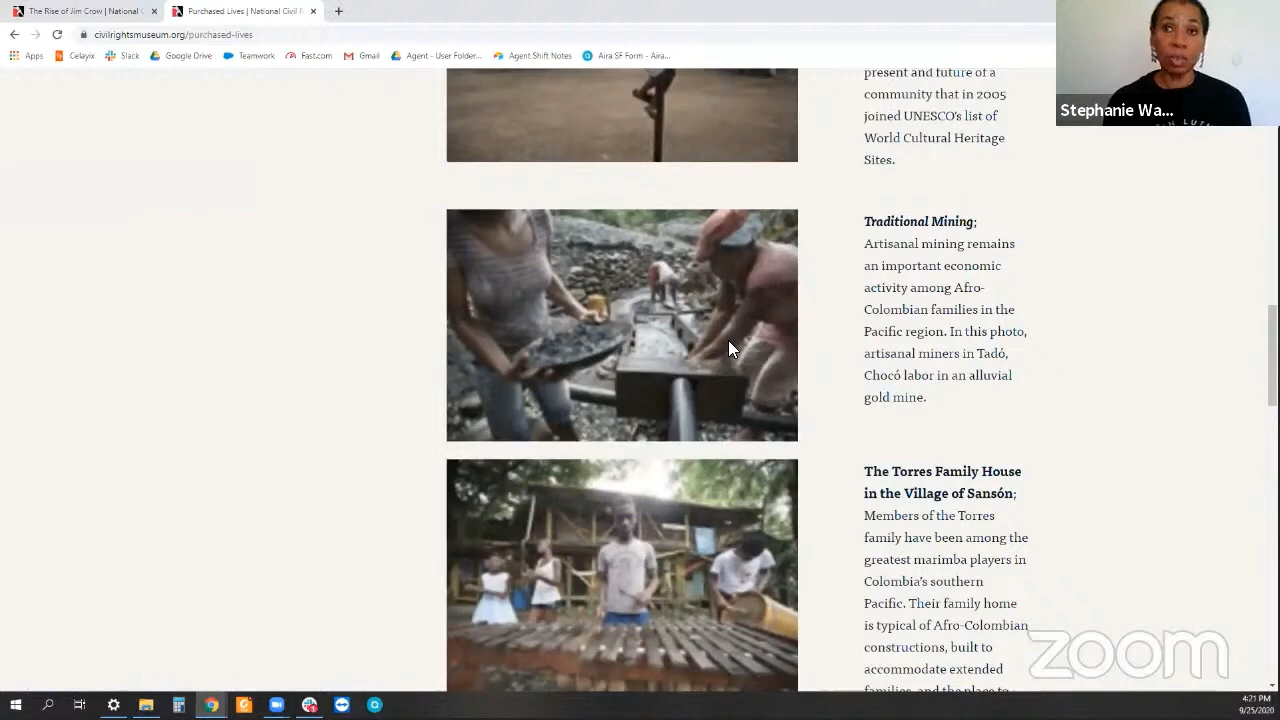 The Rise of Jim Crow | National C
Purchased Lives | National Civil R
civilrightsmuseum.org/purchased-lives
Apps
Celayix
Slack
Google Drive
Teamwork
Fast.com
Gmail
Agent - User Folder...
Agent Shift Notes
Aira SF Form - Aira...
Stephanie Wa...
present and future of a
community that in 2005
joined UNESCO's list of
World Cultural Heritage
Sites.
Traditional Mining;
Artisanal mining remains
an important economic
activity among Afro-
Colombian families in the
Pacific region. In this photo,
artisanal miners in Tadó,
Chocó labor in an alluvial
gold mine.
The Torres Family House
in the Village of Sansón;
Members of the Torres
family have been among the
greatest marimba players in
Colombia's southern
Pacific. Their family home
is typical of Afro-Colombian
constructions, built to
accommodate extended
families, and the place to
zoom
4:21 PM
9/25/2020